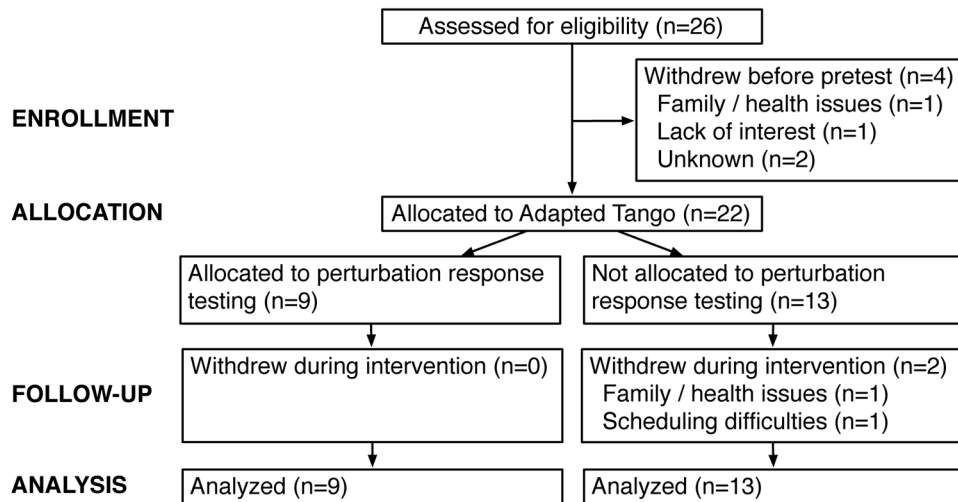 Assessed for eligibility (n=26)
Withdrew before pretest (n=4)
Family / health issues (n=1)
Lack of interest (n=1)
Unknown (n=2)
ENROLLMENT
ALLOCATION
Allocated to Adapted Tango (n=22)
Allocated to perturbation response
testing (n=9)
Not allocated to perturbation
response testing (n=13)
FOLLOW-UP
Withdrew during intervention (n=0)
Withdrew during intervention (n=2)
Family / health issues (n=1)
Scheduling difficulties (n=1)
ANALYSIS
Analyzed (n=9)
Analyzed (n=13)